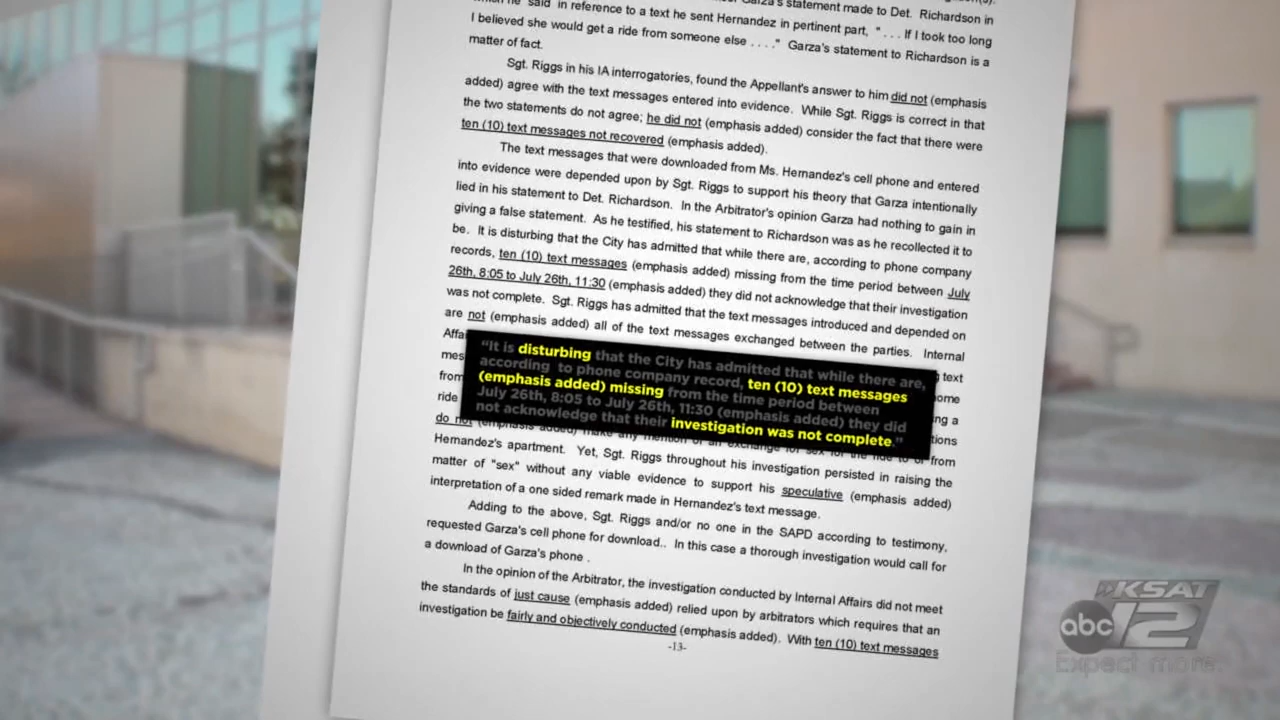 Garza's statement made to Det. Richardson in
he said in reference to a text he sent Hernandez in pertinent part, ". . . If I took too long
I believed she would get a ride from someone else . . . ." Garza's statement to Richardson is a
matter of fact.
Sgt. Riggs in his IA interrogatories, found the Appellant's answer to him did not (emphasis
added) agree with the text messages entered into evidence. While Sgt. Riggs is correct in that
the two statements do not agree; he did not (emphasis added) consider the fact that there were
ten (10) text messages not recovered (emphasis added).
The text messages that were downloaded from Ms. Hernandez's cell phone and entered
into evidence were depended upon by Sgt. Riggs to support his theory that Garza intentionally
lied in his statement to Det. Richardson. In the Arbitrator's opinion Garza had nothing to gain in
giving a false statement. As he testified, his statement to Richardson was as he recollected it to
be. It is disturbing that the City has admitted that while there are, according to phone company
records, ten (10) text messages (emphasis added) missing from the time period between July
26th, 8:05 to July 26th, 11:30 (emphasis added) they did not acknowledge that their investigation
was not complete. Sgt. Riggs has admitted that the text messages introduced and depended on
are not (emphasis added) all of the text messages exchanged between the parties. Internal
text
from
ride
"It is disturbing that the City has admitted that while there are,
according to phone company record, ten (10) text messages
(emphasis added) missing from the time period between
July 26th, 8:05 to July 26th, 11:30 (emphasis added) they did
not acknowledge that their investigation was not complete."
do not (emphasis added) make any mention of an exchange for sex for the ride to or from
Hernandez's apartment. Yet, Sgt. Riggs throughout his investigation persisted in raising the
matter of "sex" without any viable evidence to support his speculative (emphasis added)
interpretation of a one sided remark made in Hernandez's text message.
Adding to the above, Sgt. Riggs and/or no one in the SAPD according to testimony,
requested Garza's cell phone for download.. In this case a thorough investigation would call for
a download of Garza's phone .
In the opinion of the Arbitrator, the investigation conducted by Internal Affairs did not meet
the standards of just cause (emphasis added) relied upon by arbitrators which requires that an
investigation be fairly and objectively conducted (emphasis added). With ten (10) text messages
-13-
KSAT
abc 12
Expect more.